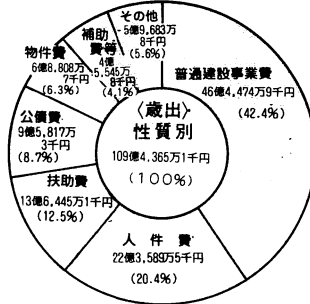 その他
5億9,683万
8千円
(5.6%)
補助
費等
4億
5,545万
8千円
(4.1%)
物件費
6億8,808万
7千円
(6.3%)
公債費
9億5,817万
3千円
(8.7%)
扶助費
13億6,445万1千円
(12.5%)
人件費
22億3,589万5千円
(20.4%)
普通建設事業費
46億4,474万9千円
(42.4%)
〈歳出〉
性質別
109億4,365万1千円
(100%)